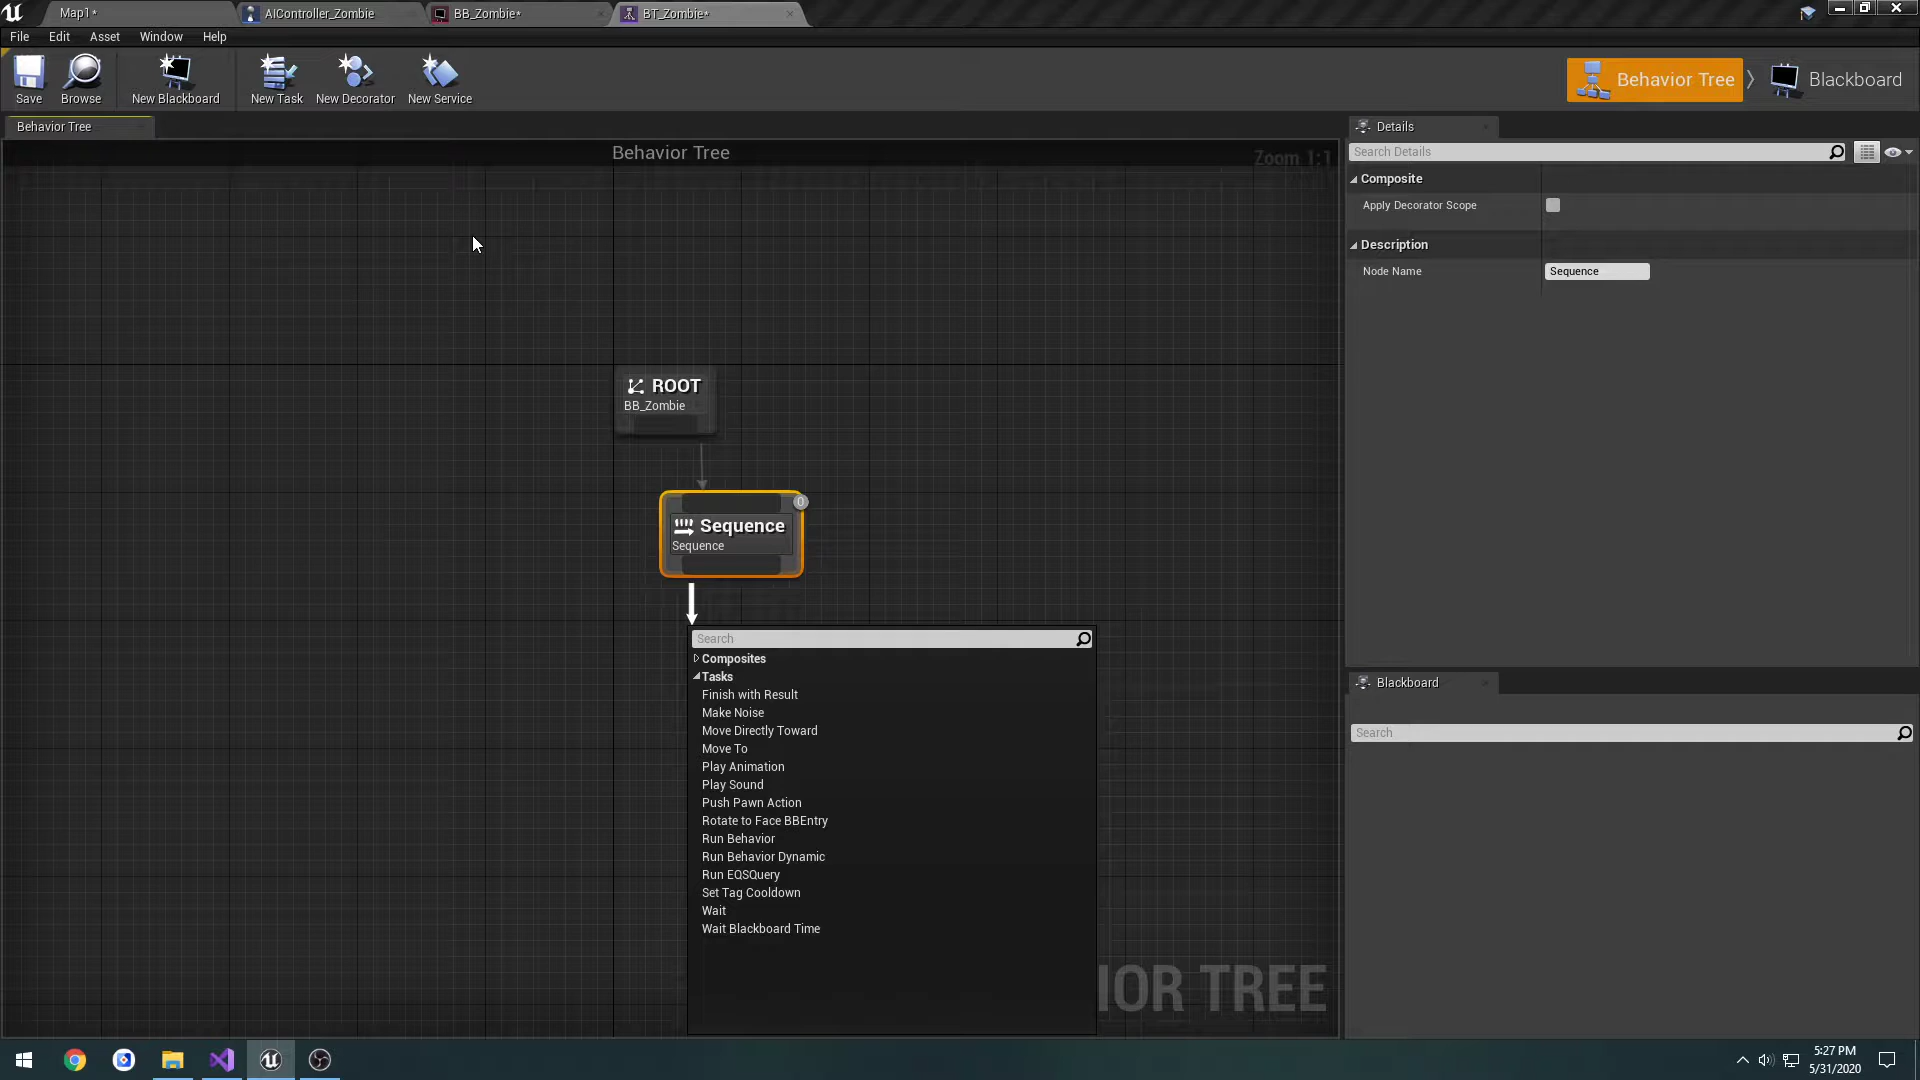 Map1*
AIController_Zombie
BB_Zombie*
BT_Zombie*
File Edit Asset Window Help
Save Browse New Blackboard New Task New Decorator New Service
Behavior Tree Blackboard
Behavior Tree
Behavior Tree
Zoom 1:1
ROOT
BB_Zombie
0
Sequence
Sequence
Search
Composites
Tasks
Finish with Result
Make Noise
Move Directly Toward
Move To
Play Animation
Play Sound
Push Pawn Action
Rotate to Face BBEntry
Run Behavior
Run Behavior Dynamic
Run EQSQuery
Set Tag Cooldown
Wait
Wait Blackboard Time
IOR TREE
Details
Search Details
Composite
Apply Decorator Scope
Description
Node Name Sequence
Blackboard
Search
5:27 PM
5/31/2020